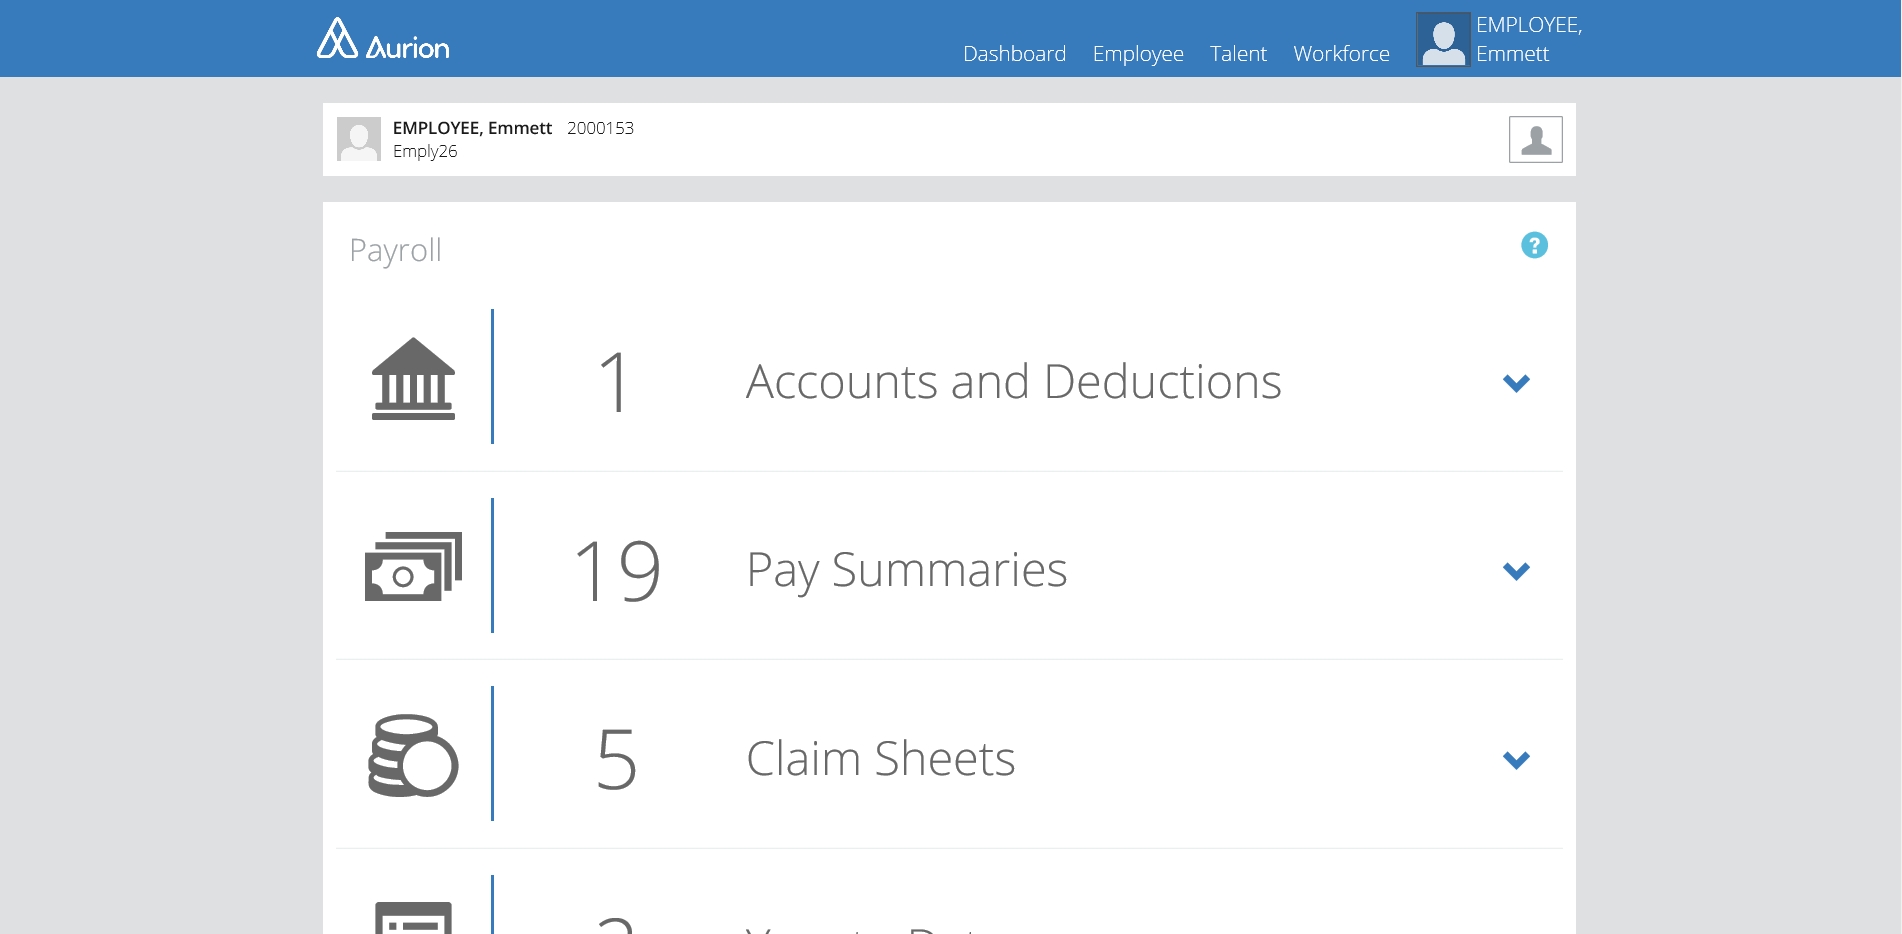 Aurion
Dashboard Employee Talent Workforce
EMPLOYEE,
Emmett
EMPLOYEE, Emmett 2000153
Emply26
Payroll
?
1 Accounts and Deductions
19 Pay Summaries
5 Claim Sheets